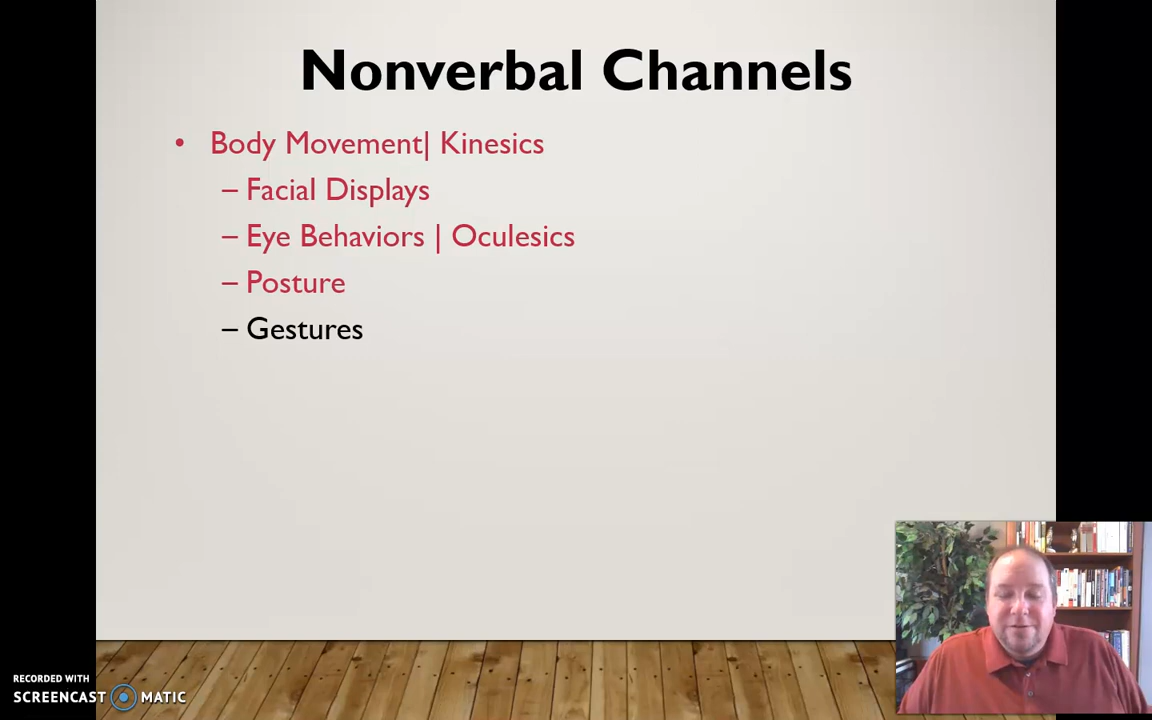 Nonverbal Channels
• Body Movement| Kinesics
– Facial Displays
– Eye Behaviors | Oculesics
– Posture
– Gestures
RECORDED WITH
SCREENCAST MATIC